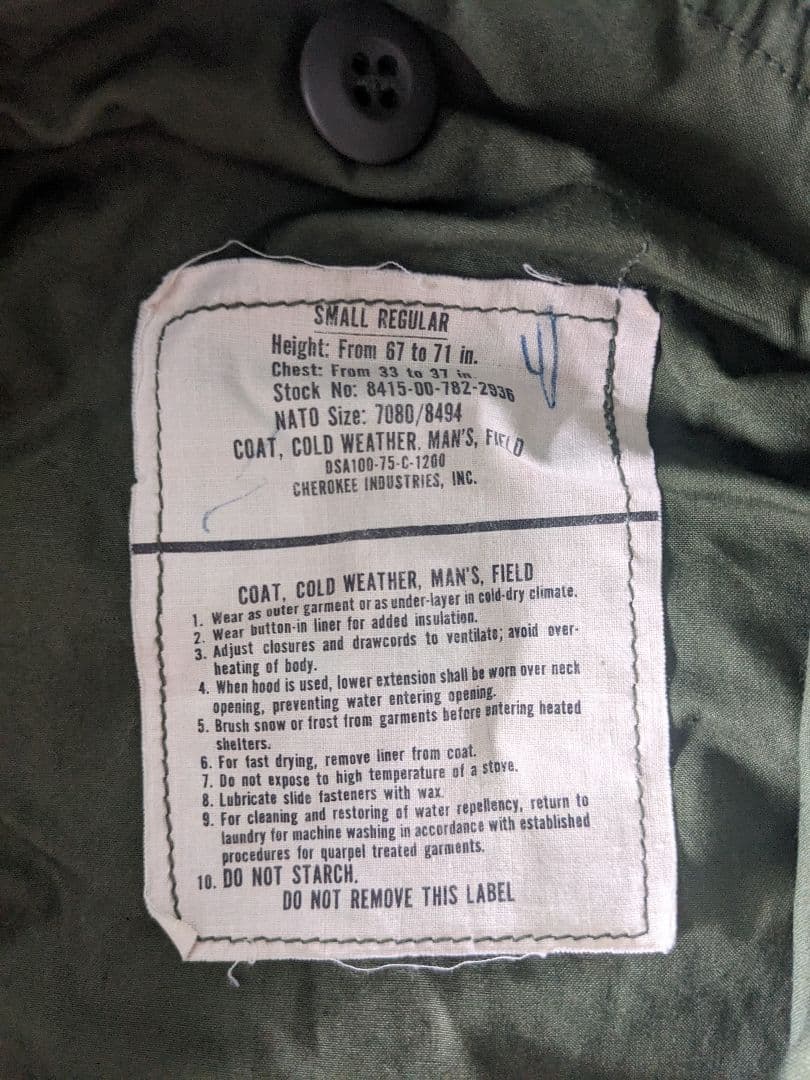 SMALL REGULAR
Height: From 67 to 71 in.
Chest: From 33 to 37 in.
Stock No: 8415-00-782-2936
NATO Size: 7080/8494
COAT, COLD WEATHER, MAN'S, FIELD
DSA100-75-C-1200
CHEROKEE INDUSTRIES, INC.
COAT, COLD WEATHER, MAN'S, FIELD
1. Wear as outer garment or as under-layer in cold-dry climate.
2. Wear button-in liner for added insulation.
3. Adjust closures and drawcords to ventilate; avoid over-
heating of body.
4. When hood is used, lower extension shall be worn over neck
opening, preventing water entering opening.
5. Brush snow or frost from garments before entering heated
shelters.
6. For fast drying, remove liner from coat.
7. Do not expose to high temperature of a stove.
8. Lubricate slide fasteners with wax.
9. For cleaning and restoring of water repellency, return to
laundry for machine washing in accordance with established
procedures for quarpel treated garments.
10. DO NOT STARCH.
DO NOT REMOVE THIS LABEL